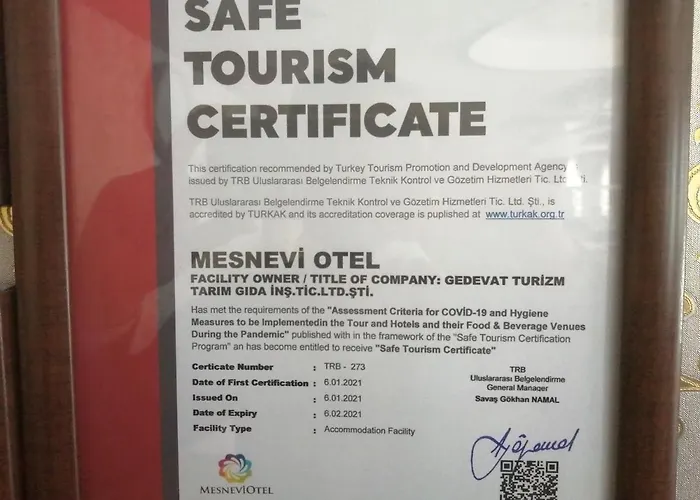 SAFE
TOURISM
CERTIFICATE
This certification recommended by Turkey Tourism Promotion and Development Agency
issued by TRB Uluslararası Belgelendirme Teknik Kontrol ve Gözetim Hizmetleri Tic. Ltd. Şti.
TRB Uluslararası Belgelendirme Teknik Kontrol ve Gözetim Hizmetleri Tic. Ltd. Şti., is
accredited by TURKAK and its accreditation coverage is puplished at www.turkak.org.tr
MESNEVİ OTEL
FACILITY OWNER / TITLE OF COMPANY: GEDEVAT TURİZM
TARIM GIDA İNŞ.TİC.LTD.ŞTİ.
Has met the requirements of the "Assessment Criteria for COVİD-19 and Hygiene
Measures to be Implementedin the Tour and Hotels and their Food & Beverage Venues
During the Pandemic" published with in the framework of the "Safe Tourism Certification
Program" an has become entitled to receive "Safe Tourism Certificate"
Certicate Number : TRB - 273
Date of First Certification : 6.01.2021
Issued On : 6.01.2021
Date of Expiry : 6.02.2021
Facility Type : Accommodation Facility
TRB
Uluslararası Belgelendirme
General Manager
Savaş Gökhan NAMAL
MESNEVİOTEL